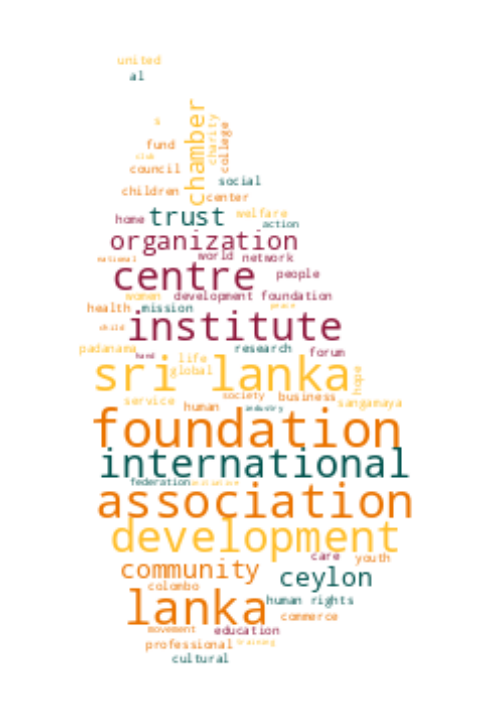 united
al
s
chamber
charity
college
fund
club
council
social
children
center
home
trust
welfare
action
organization
national
world
network
centre
people
women
development foundation
health
mission
peace
child
institute
padanama
hand
life
research
forum
sri lanka
global
hope
service
society
business
human
industry
sangamaya
foundation
international
federation
initiative
association
development
care
youth
community
ceylon
colombo
lanka
human rights
commerce
movement
education
professional
training
cultural